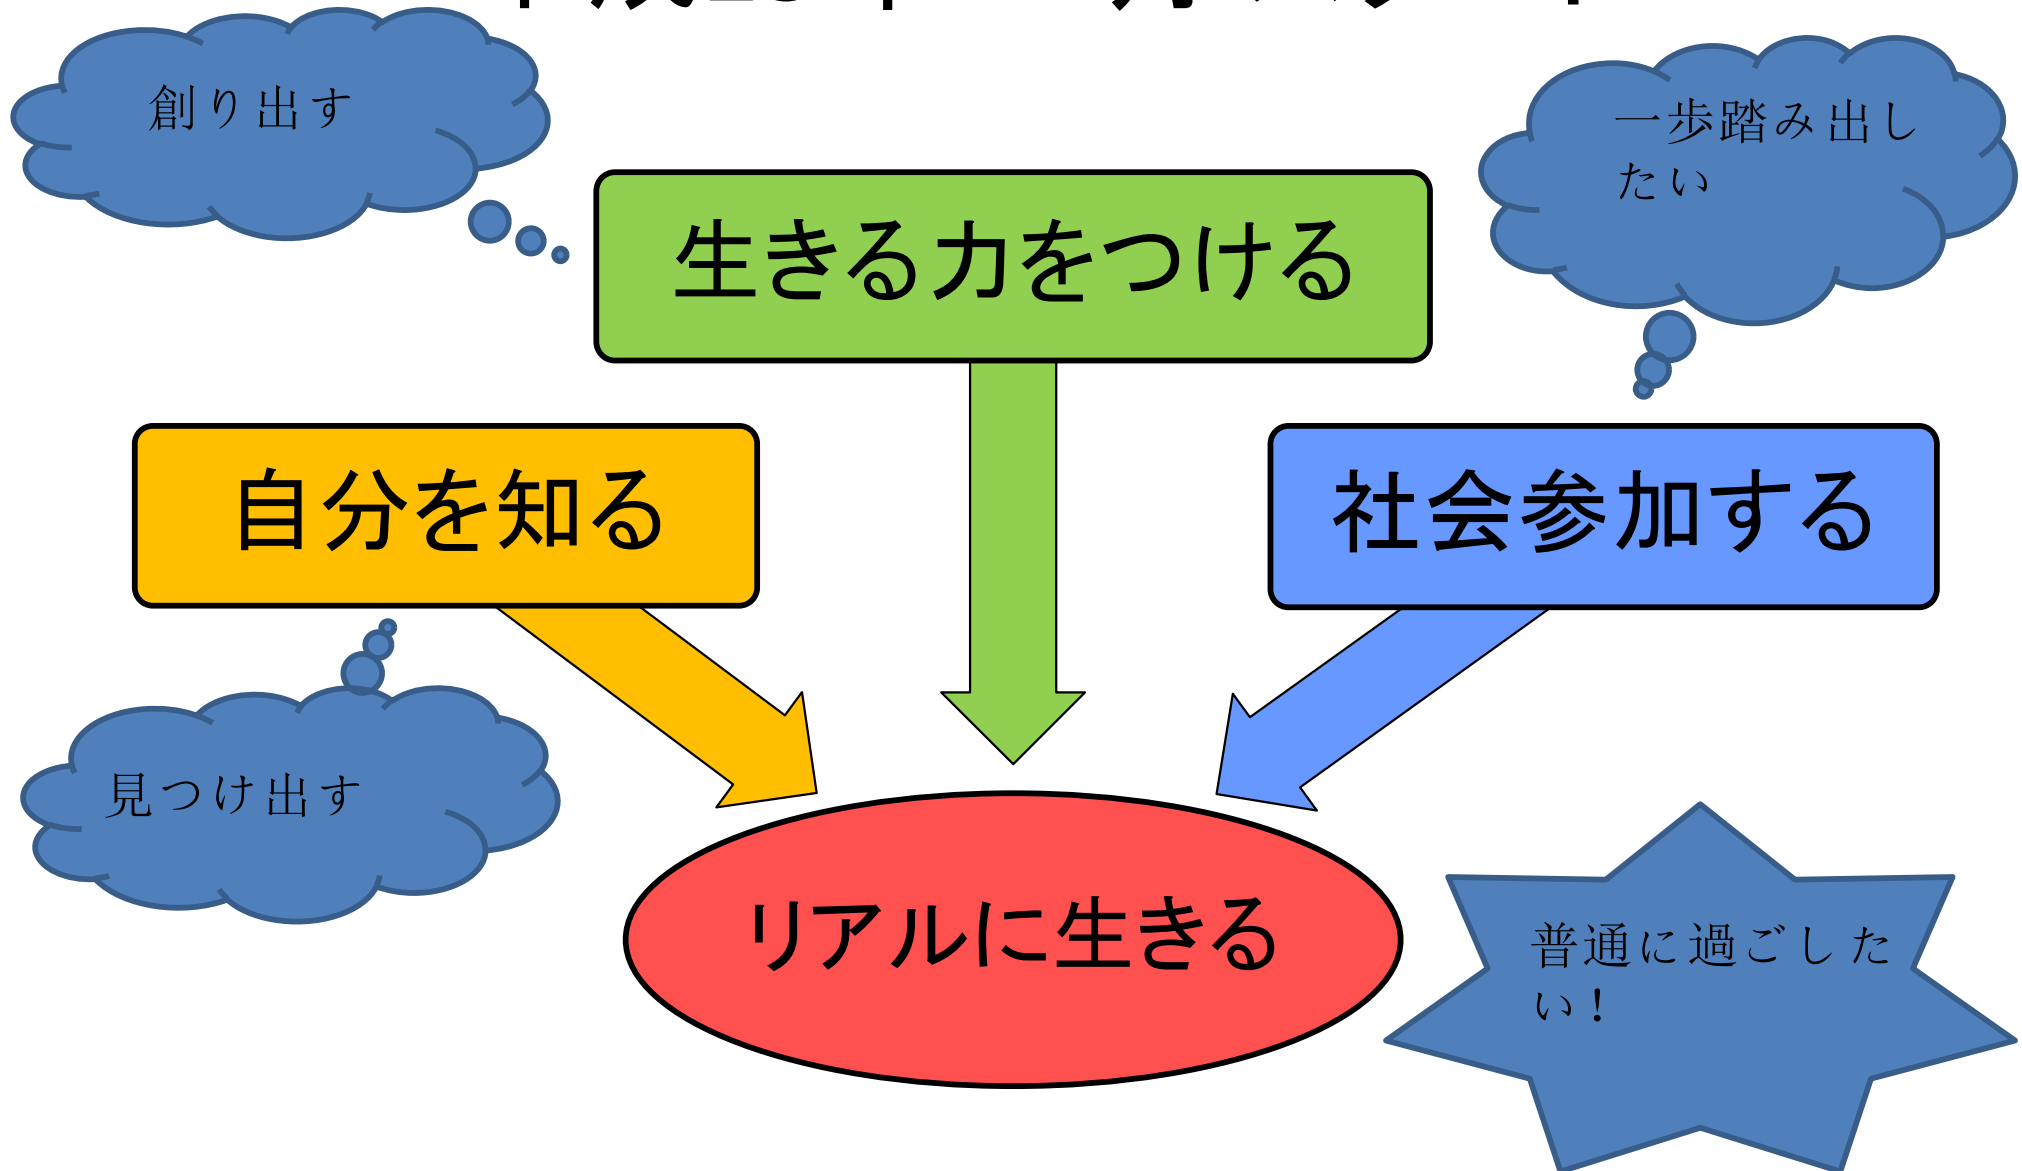 創り出す
一歩踏み出し
たい
生きる力をつける
自分を知る
社会参加する
見つけ出す
リアルに生きる
普通に過ごした
い！